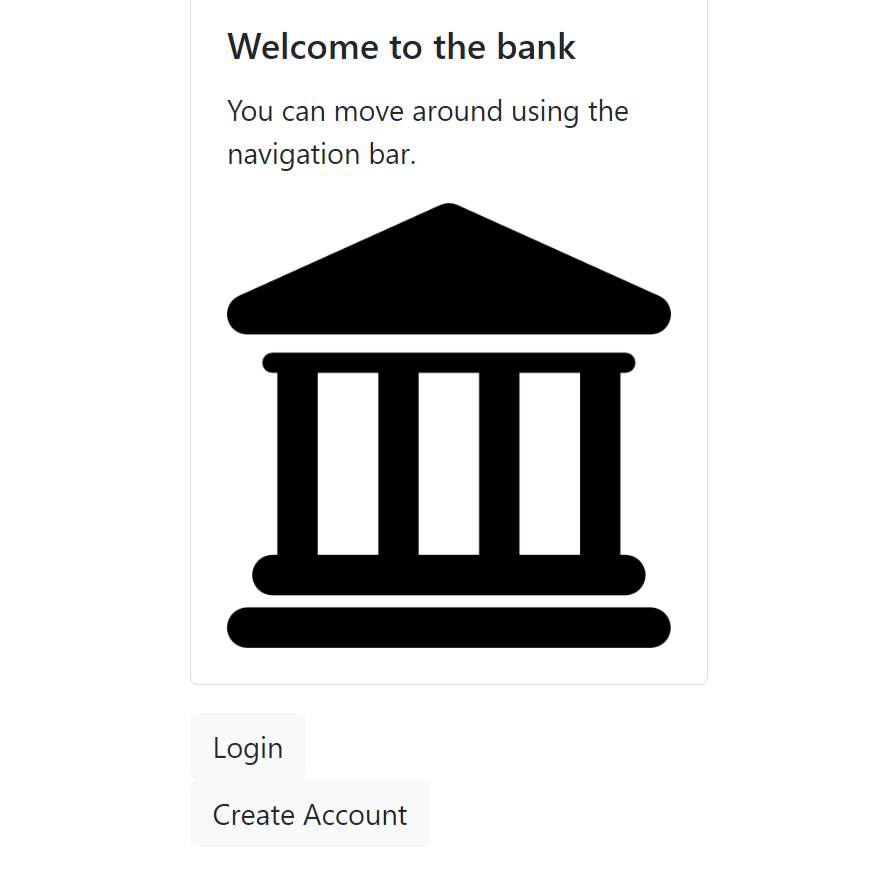 Welcome to the bank
You can move around using the
navigation bar.
Login
Create Account